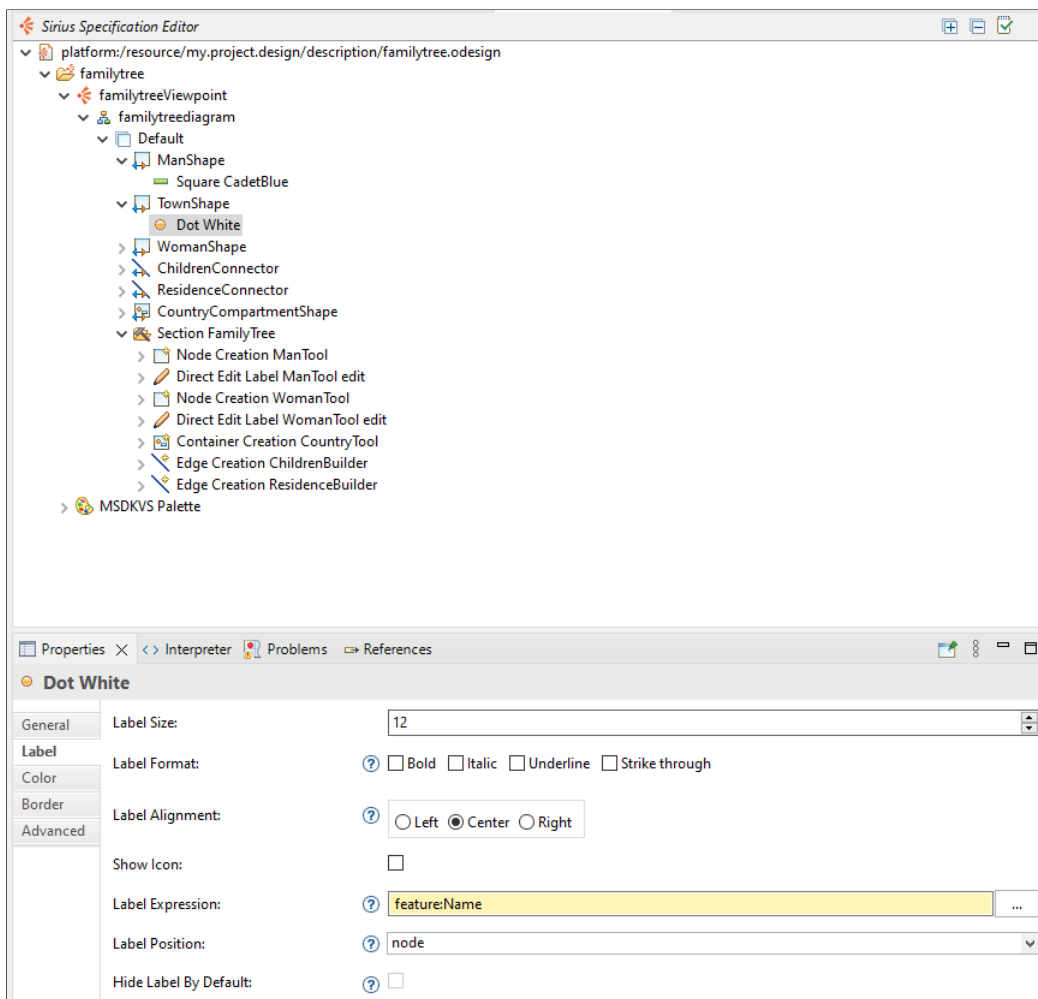 Sirius Specification Editor
platform:/resource/my.project.design/description/familytree.odesign
familytree
familytreeViewpoint
familytreediagram
Default
ManShape
Square CadetBlue
TownShape
Dot White
WomanShape
ChildrenConnector
ResidenceConnector
CountryCompartmentShape
Section FamilyTree
Node Creation ManTool
Direct Edit Label ManTool edit
Node Creation WomanTool
Direct Edit Label WomanTool edit
Container Creation CountryTool
Edge Creation ChildrenBuilder
Edge Creation ResidenceBuilder
MSDKVS Palette
Properties Interpreter Problems References
Dot White
General Label Size: 12
Label
Label Format: ? Bold Italic Underline Strike through
Color
Border
Label Alignment: ? Left Center Right
Advanced
Show Icon:
Label Expression: ? feature:Name ...
Label Position: ? node
Hide Label By Default: ?